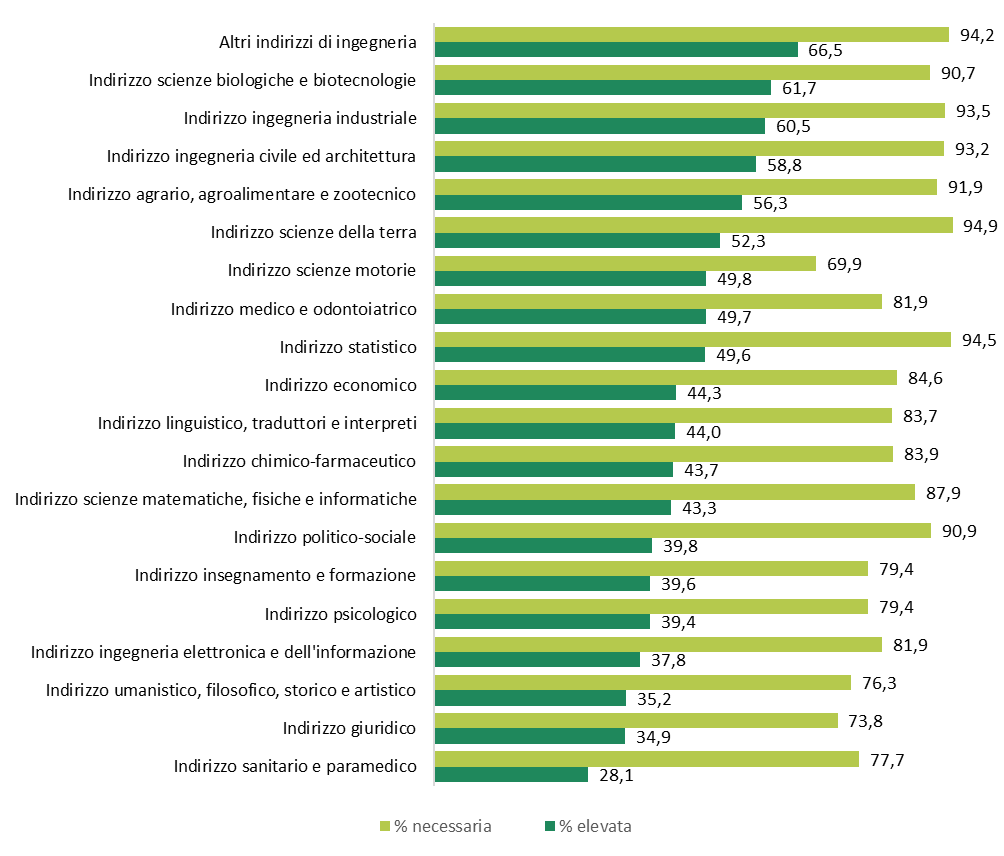 Altri indirizzi di ingegneria 94,2
66,5
Indirizzo scienze biologiche e biotecnologie 90,7
61,7
Indirizzo ingegneria industriale 93,5
60,5
Indirizzo ingegneria civile ed architettura 93,2
58,8
Indirizzo agrario, agroalimentare e zootecnico 91,9
56,3
Indirizzo scienze della terra 94,9
52,3
Indirizzo scienze motorie 69,9
49,8
Indirizzo medico e odontoiatrico 81,9
49,7
Indirizzo statistico 94,5
49,6
Indirizzo economico 84,6
44,3
Indirizzo linguistico, traduttori e interpreti 83,7
44,0
Indirizzo chimico-farmaceutico 83,9
43,7
Indirizzo scienze matematiche, fisiche e informatiche 87,9
43,3
Indirizzo politico-sociale 90,9
39,8
Indirizzo insegnamento e formazione 79,4
39,6
Indirizzo psicologico 79,4
39,4
Indirizzo ingegneria elettronica e dell'informazione 81,9
37,8
Indirizzo umanistico, filosofico, storico e artistico 76,3
35,2
Indirizzo giuridico 73,8
34,9
Indirizzo sanitario e paramedico 77,7
28,1
% necessaria % elevata